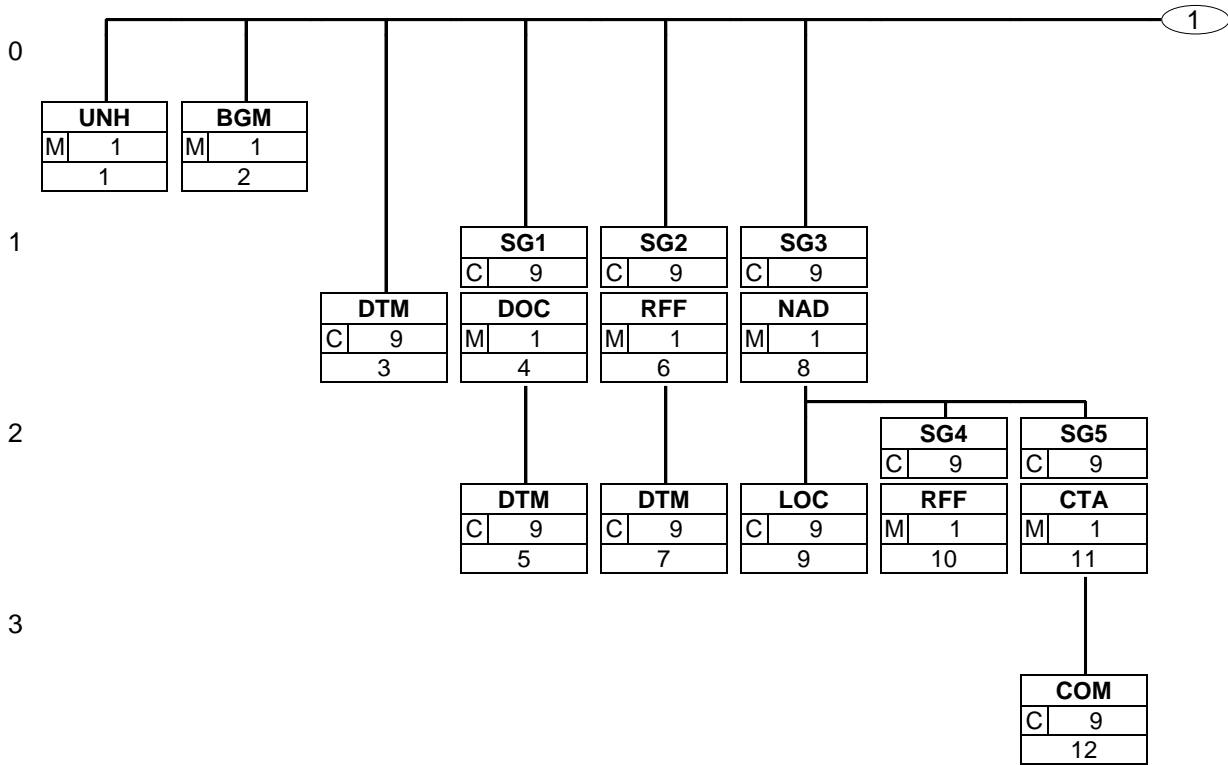 1
0
UNH BGM
M 1 M 1
1 2
1 SG1 SG2 SG3
C 9 C 9 C 9
DTM DOC RFF NAD
C 9 M 1 M 1 M 1
3 4 6 8
2 SG4 SG5
C 9 C 9
DTM DTM LOC RFF CTA
C 9 C 9 C 9 M 1 M 1
5 7 9 10 11
3
COM
C 9
12